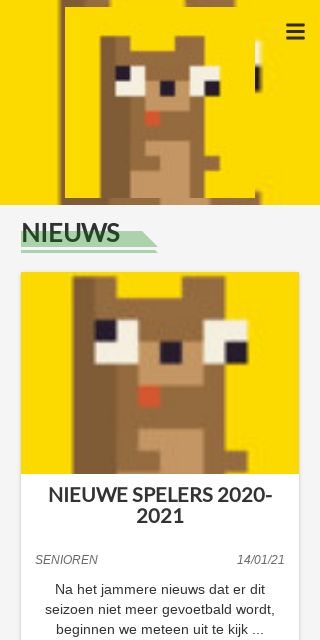 NIEUWS
NIEUWE SPELERS 2020-
2021
SENIOREN 14/01/21
Na het jammere nieuws dat er dit
seizoen niet meer gevoetbald wordt,
beginnen we meteen uit te kijk ...